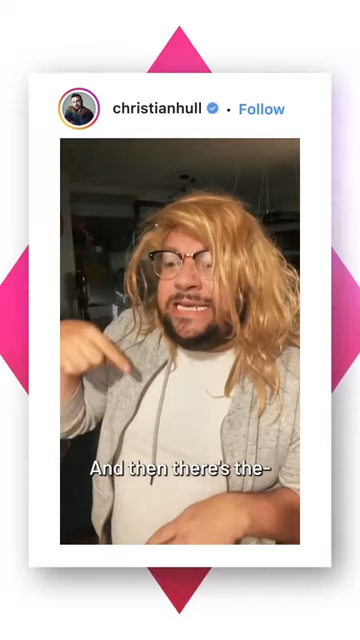 christianhull • Follow
And then there's the-